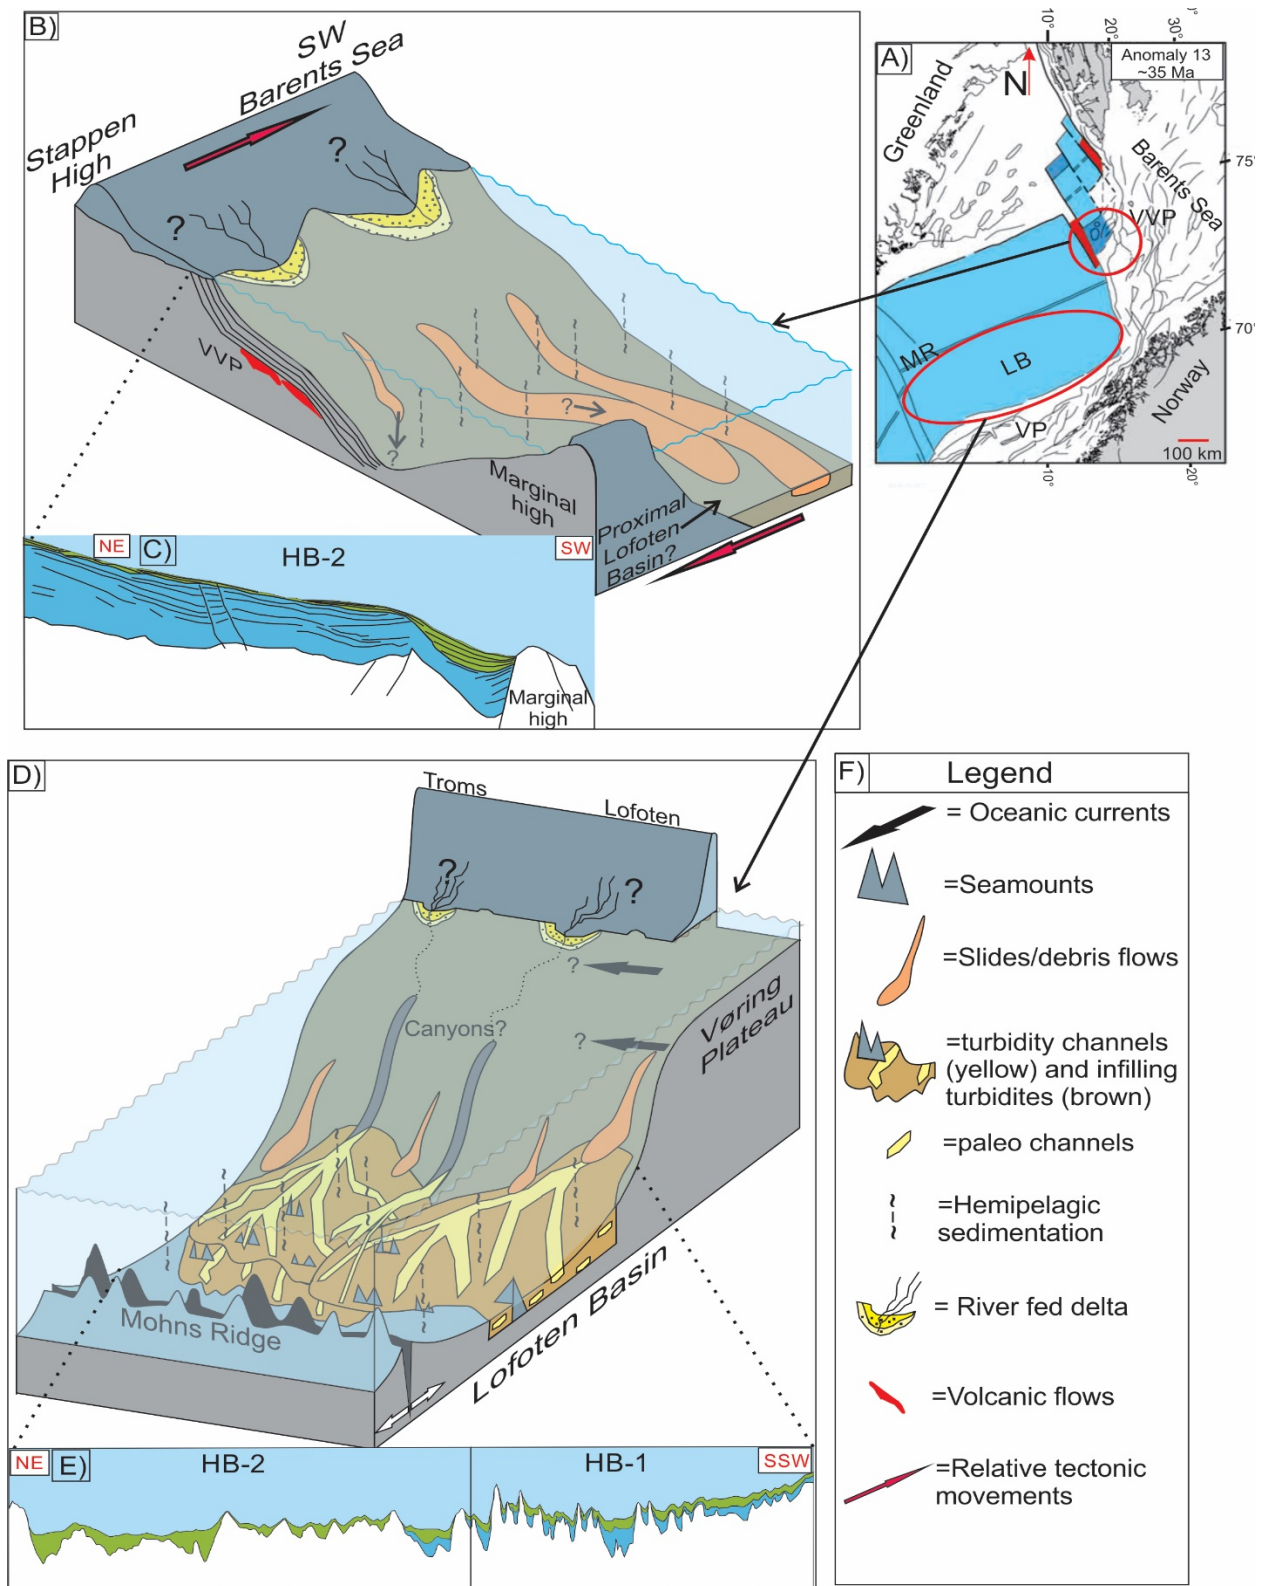 B)
SW
Barents Sea
Stappen
High
?
?
VVP
?
?
Marginal
high
Proximal
Lofoten
Basin?
10°
20°
30°
A)
Anomaly 13
~35 Ma
N
Greenland
Barents Sea
75°
VVP
70°
MR
LB
VP
Norway
100 km
10°
20°
NE
C)
HB-2
SW
Marginal
high
D)
Troms
Lofoten
?
?
?
Canyons?
?
Vøring
Plateau
Mohns Ridge
Lofoten Basin
NE
E)
HB-2
HB-1
SSW
F)
Legend
= Oceanic currents
=Seamounts
=Slides/debris flows
=turbidity channels
(yellow) and infilling
turbidites (brown)
=paleo channels
=Hemipelagic
sedimentation
= River fed delta
=Volcanic flows
=Relative tectonic
movements